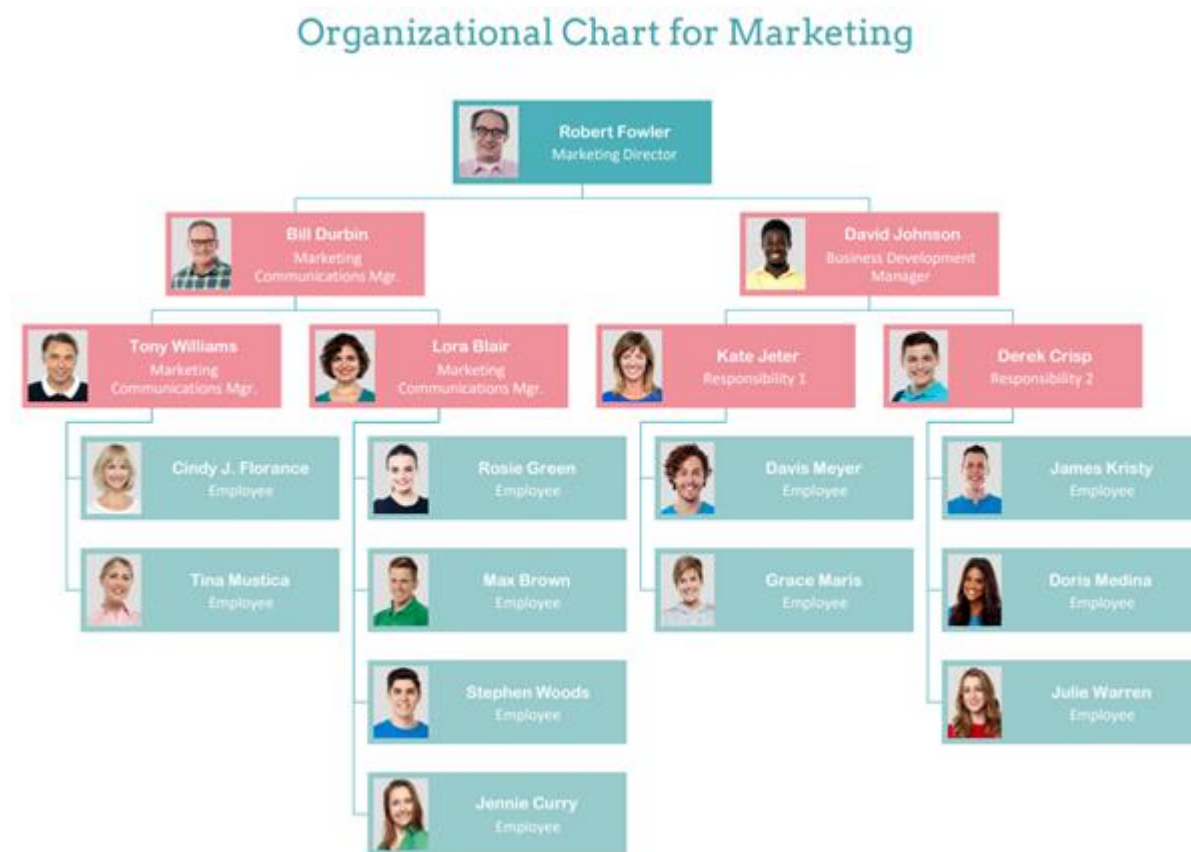 Organizational Chart for Marketing
Robert Fowler
Marketing Director
Bill Durbin
Marketing
Communications Mgr.
David Johnson
Business Development
Manager
Tony Williams
Marketing
Communications Mgr.
Lora Blair
Marketing
Communications Mgr.
Kate Jeter
Responsibility 1
Derek Crisp
Responsibility 2
Cindy J. Florance
Employee
Rosie Green
Employee
Davis Meyer
Employee
James Kristy
Employee
Tina Mustica
Employee
Max Brown
Employee
Grace Maris
Employee
Doris Medina
Employee
Stephen Woods
Employee
Julie Warren
Employee
Jennie Curry
Employee